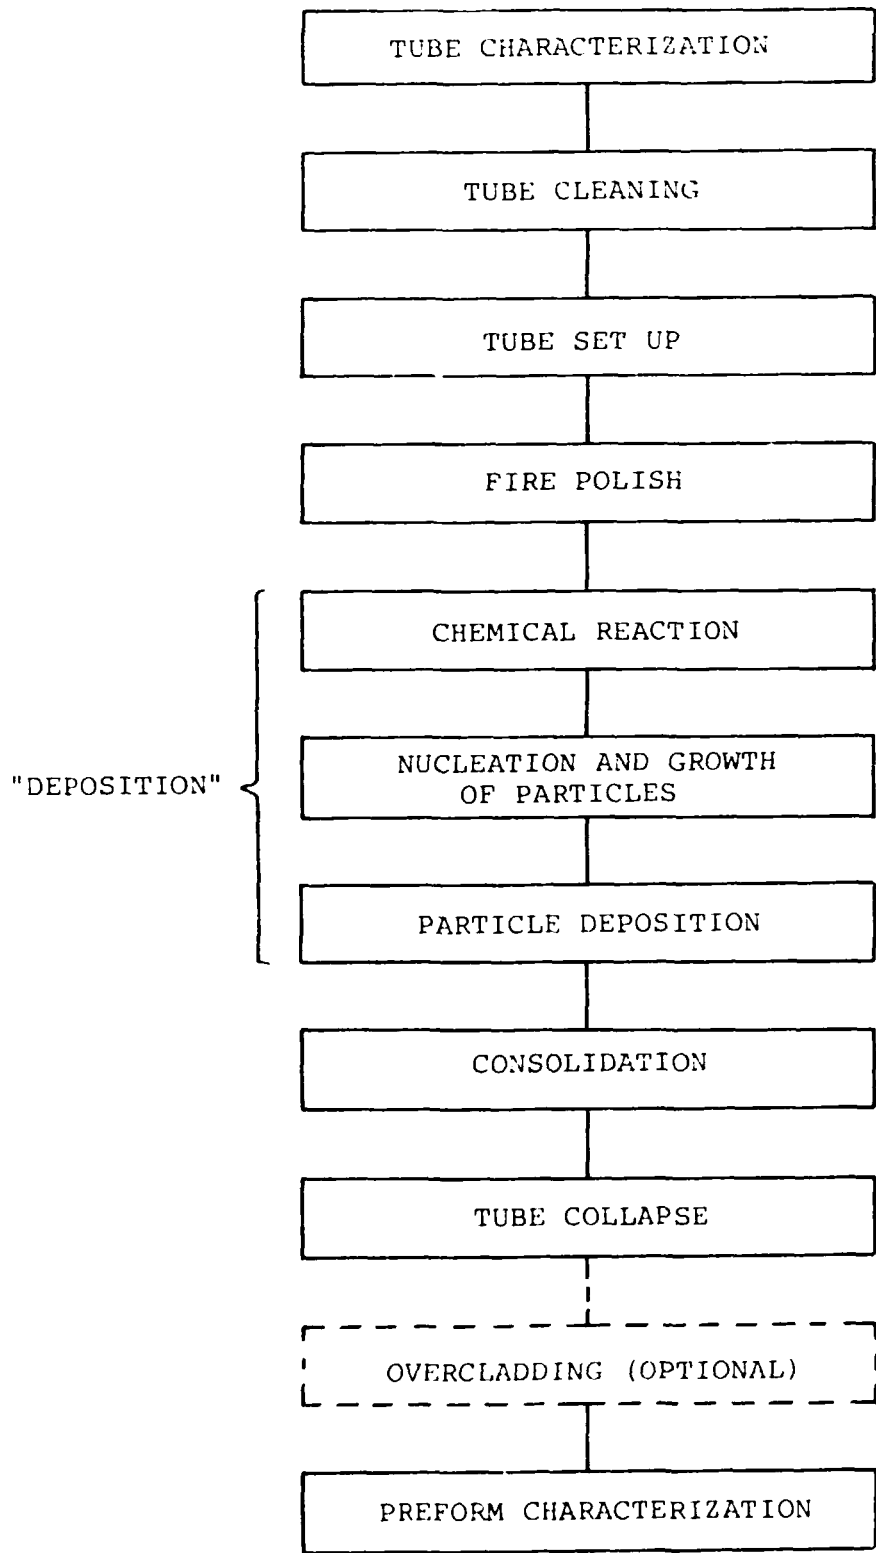 TUBE CHARACTERIZATION
TUBE CLEANING
TUBE SET UP
FIRE POLISH
CHEMICAL REACTION
"DEPOSITION"
NUCLEATION AND GROWTH
OF PARTICLES
PARTICLE DEPOSITION
CONSOLIDATION
TUBE COLLAPSE
OVERCLADDING (OPTIONAL)
PREFORM CHARACTERIZATION